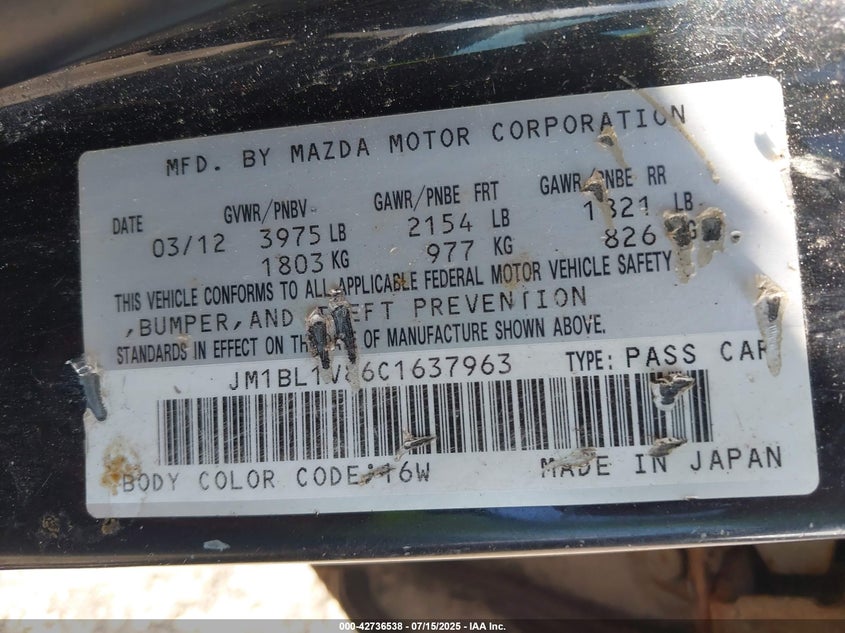 MFD. BY MAZDA MOTOR CORPORATION
DATE GVWR/PNBV GAWR/PNBE FRT GAWR/PNBE RR
03/12 3975 LB 2154 LB 1821 LB
1803 KG 977 KG 826
THIS VEHICLE CONFORMS TO ALL APPLICABLE FEDERAL MOTOR VEHICLE SAFETY
,BUMPER,AND THEFT PREVENTION
STANDARDS IN EFFECT ON THE OF MANUFACTURE SHOWN ABOVE.
TYPE: PASS CAR
BODY COLOR CODE: MADE IN JAPAN
000-42736538 - 07/15/2025 - IAA Inc.